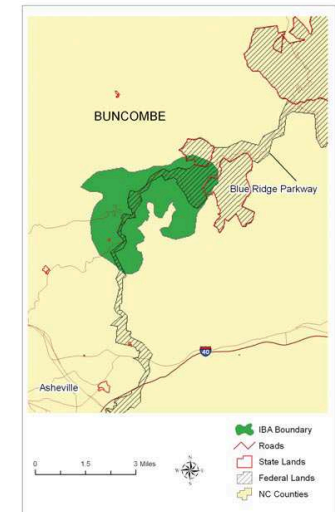 BUNCOMBE
Blue Ridge Parkway
40
Asheville
IBA Boundary
Roads
State Lands
Federal Lands
NC Counties
0 1.5 3 Miles
N
W E
S